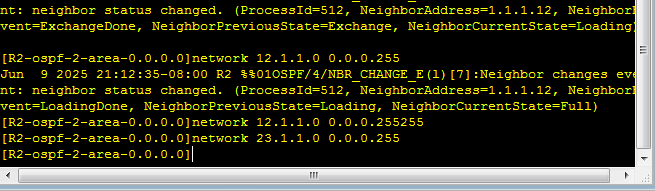 nt: neighbor status changed. (ProcessId=512, NeighborAddress=1.1.1.12, NeighborE
vent=ExchangeDone, NeighborPreviousState=Exchange, NeighborCurrentState=Loading)
[R2-ospf-2-area-0.0.0.0]network 12.1.1.0 0.0.0.255
Jun  9 2025 21:12:35-08:00 R2 %%01OSPF/4/NBR_CHANGE_E(l)[7]:Neighbor changes eve
nt: neighbor status changed. (ProcessId=512, NeighborAddress=1.1.1.12, NeighborE
vent=LoadingDone, NeighborPreviousState=Loading, NeighborCurrentState=Full)
[R2-ospf-2-area-0.0.0.0]network 12.1.1.0 0.0.0.255255
[R2-ospf-2-area-0.0.0.0]network 23.1.1.0 0.0.0.255
[R2-ospf-2-area-0.0.0.0]